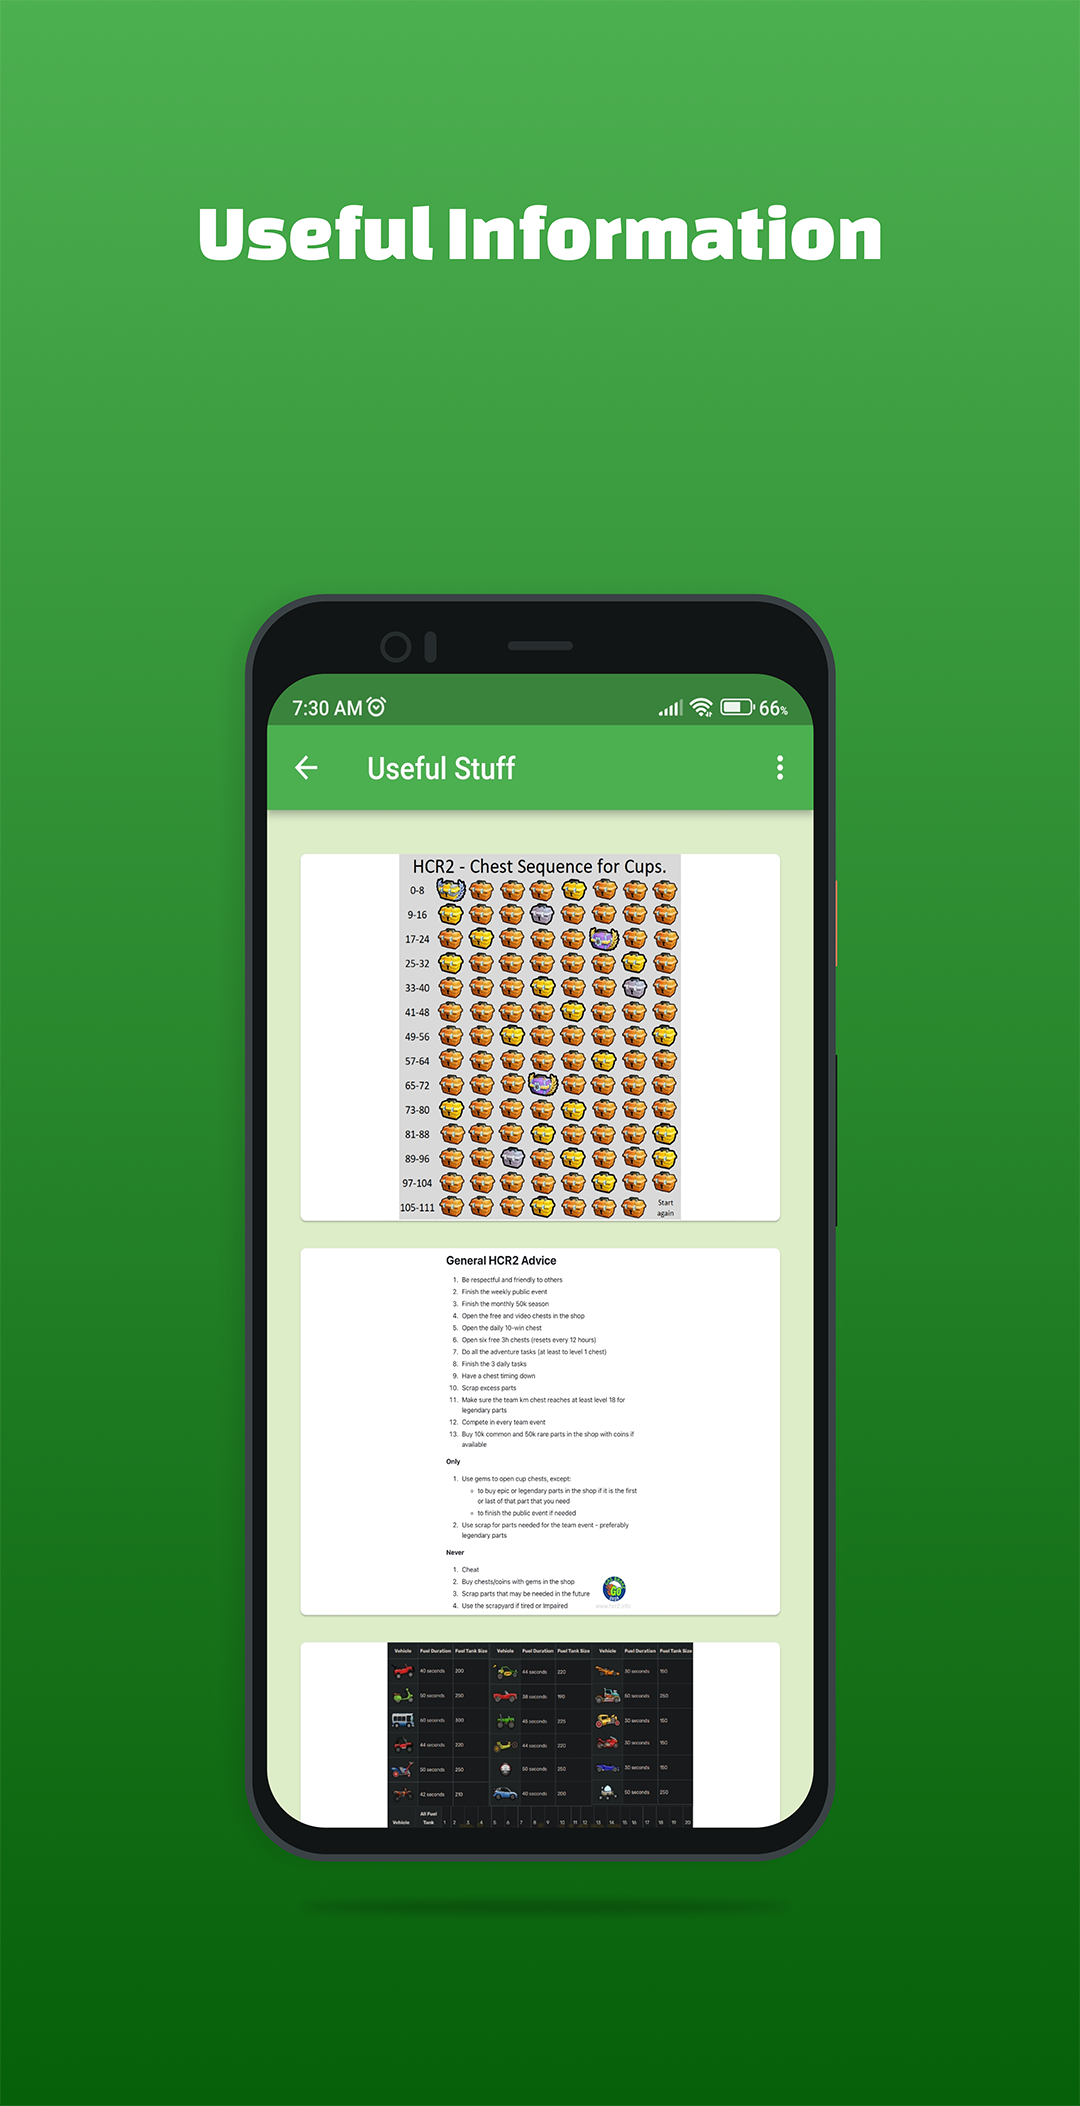 Useful Information
7:30 AM
66%
Useful Stuff
HCR2 - Chest Sequence for Cups.
0-8
9-16
17-24
25-32
33-40
41-48
49-56
57-64
65-72
73-80
81-88
89-96
97-104
105-111
Start
again
General HCR2 Advice
1. Be respectful and friendly to others
2. Finish the weekly public event
3. Finish the monthly 50k season
4. Open the free and video chests in the shop
5. Open the daily 10-win chest
6. Open six free 3h chests (resets every 12 hours)
7. Do all the adventure tasks (at least to level 1 chest)
8. Finish the 3 daily tasks
9. Have a chest timing down
10. Scrap excess parts
11. Make sure the team km chest reaches at least level 18 for
legendary parts
12. Compete in every team event
13. Buy 10k common and 50k rare parts in the shop with coins if
available
Only
1. Use gems to open cup chests, except:
to buy epic or legendary parts in the shop if it is the first
or last of that part that you need
to finish the public event if needed
2. Use scrap for parts needed for the team event - preferably
legendary parts
Never
1. Cheat
2. Buy chests/coins with gems in the shop
3. Scrap parts that may be needed in the future
4. Use the scrapyard if tired or impaired
GO
Vehicle Fuel Duration Fuel Tank Size Vehicle Fuel Duration Fuel Tank Size Vehicle Fuel Duration Fuel Tank Size
40 seconds 200 44 seconds 220 30 seconds 150
50 seconds 250 38 seconds 190 50 seconds 250
60 seconds 300 45 seconds 225 30 seconds 150
44 seconds 220 44 seconds 220 30 seconds 150
50 seconds 250 50 seconds 250 30 seconds 150
42 seconds 210 40 seconds 200 50 seconds 250
All Fuel
Vehicle Tank 1 2 3 4 5 6 7 8 9 10 11 12 13 14 15 16 17 18 19 20